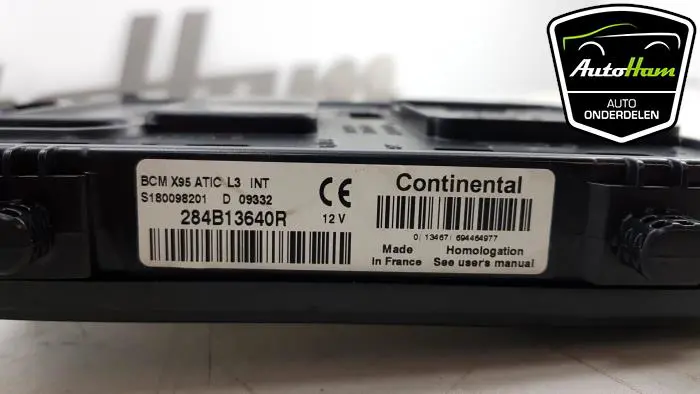 AutoHam
AUTO
ONDERDELEN
BCM X95 ATIC L3 INT
S180098201 D 09332
284B13640R
12 V
CE
Continental
0/13467/694464977
Made
in France
Homologation
See user's manual